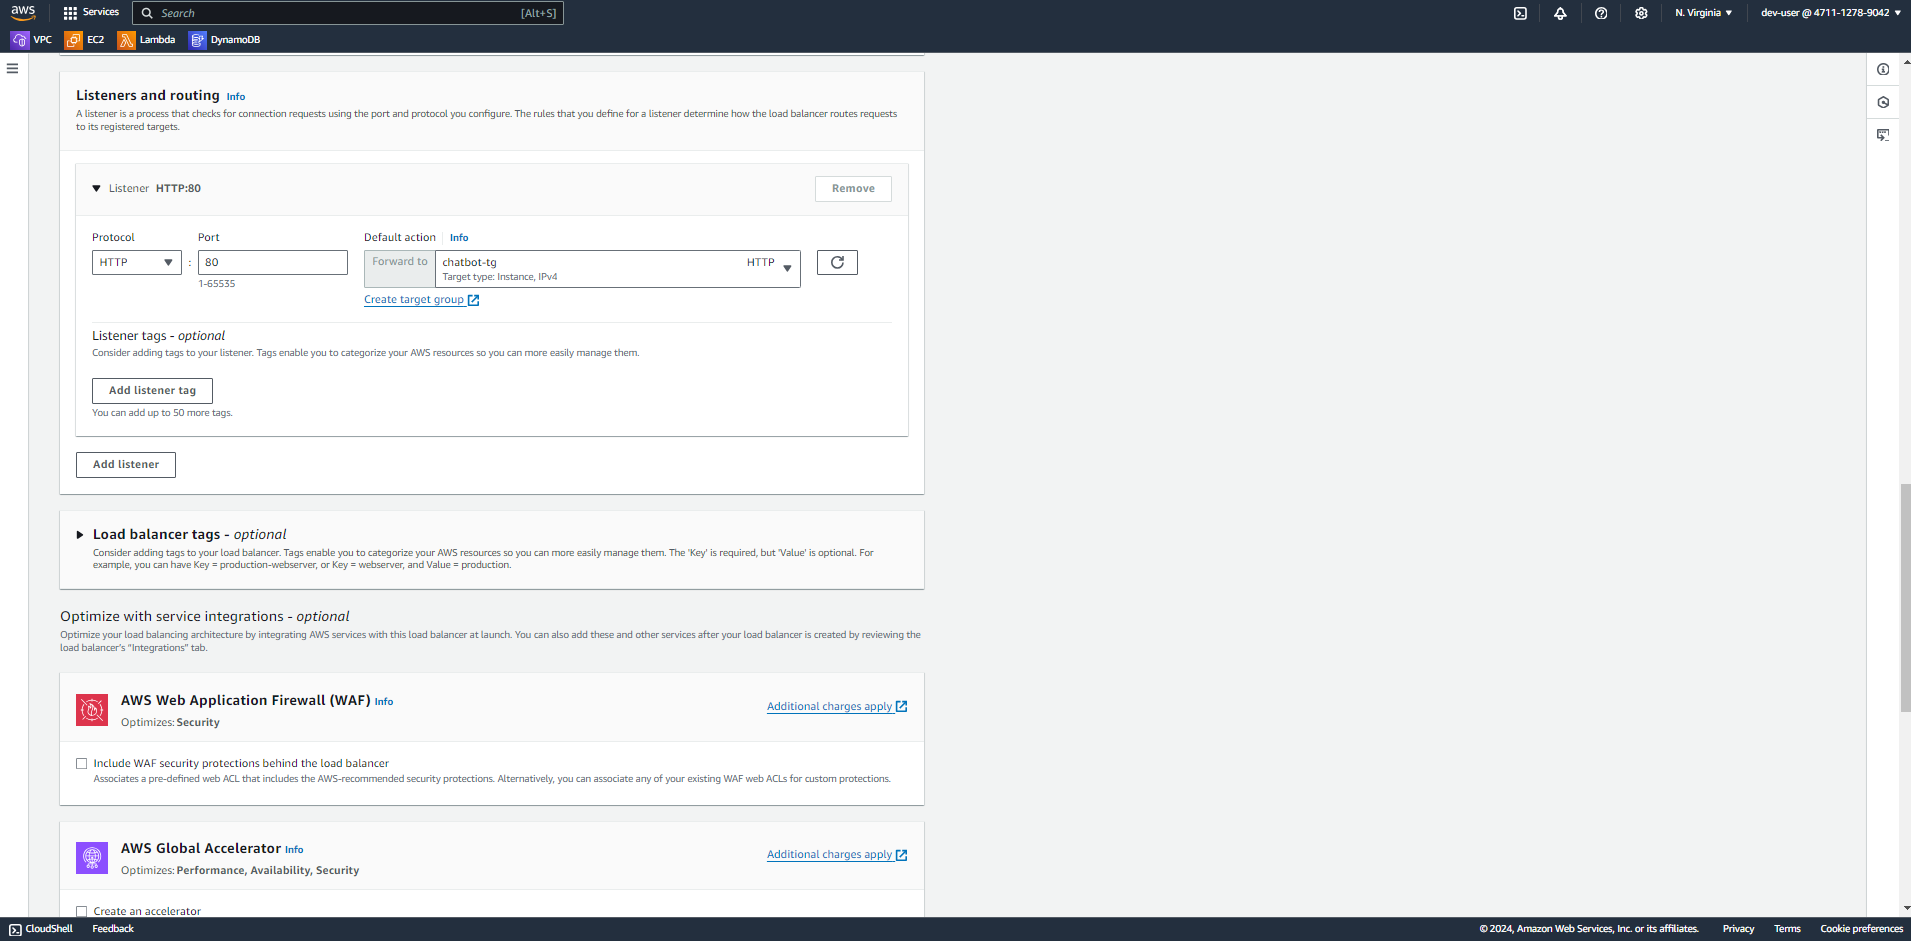 aws Services Search [Alt+S] N. Virginia ▼ dev-user @ 4711-1278-9042 ▼
VPC EC2 Lambda DynamoDB
Listeners and routing Info
A listener is a process that checks for connection requests using the port and protocol you configure. The rules that you define for a listener determine how the load balancer routes requests
to its registered targets.
▼ Listener HTTP:80 Remove
Protocol Port Default action Info
HTTP : 80 Forward to chatbot-tg HTTP
Target type: Instance, IPv4
1-65535
Create target group
Listener tags - optional
Consider adding tags to your listener. Tags enable you to categorize your AWS resources so you can more easily manage them.
Add listener tag
You can add up to 50 more tags.
Add listener
Load balancer tags - optional
Consider adding tags to your load balancer. Tags enable you to categorize your AWS resources so you can more easily manage them. The 'Key' is required, but 'Value' is optional. For
example, you can have Key = production-webserver, or Key = webserver, and Value = production.
Optimize with service integrations - optional
Optimize your load balancing architecture by integrating AWS services with this load balancer at launch. You can also add these and other services after your load balancer is created by reviewing the
load balancer's "Integrations" tab.
AWS Web Application Firewall (WAF) Info
Additional charges apply
Optimizes: Security
Include WAF security protections behind the load balancer
Associates a pre-defined web ACL that includes the AWS-recommended security protections. Alternatively, you can associate any of your existing WAF web ACLs for custom protections.
AWS Global Accelerator Info
Additional charges apply
Optimizes: Performance, Availability, Security
Create an accelerator
CloudShell Feedback © 2024, Amazon Web Services, Inc. or its affiliates. Privacy Terms Cookie preferences